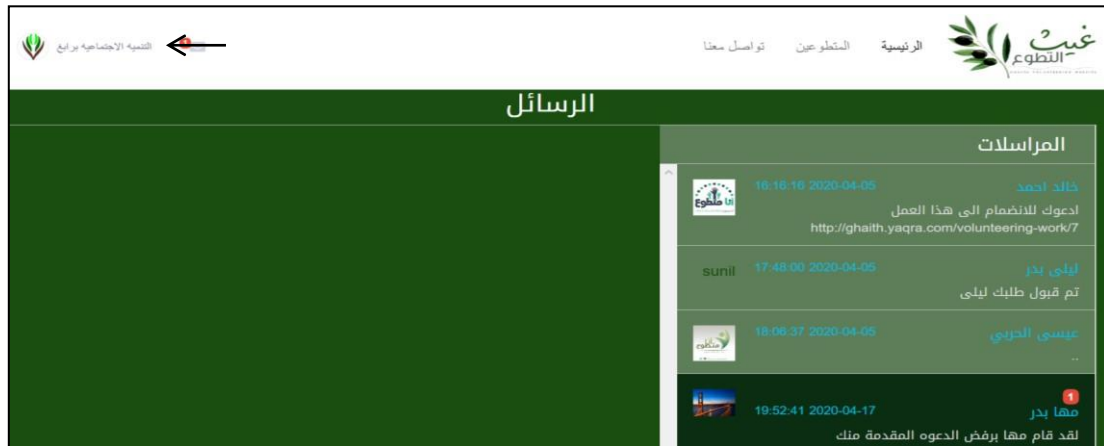 غيث
التطوع
الرئيسية
المتطوعين
تواصل معنا
التنمية الاجتماعية برابغ
الرسائل
المراسلات
خالد احمد 2020-04-05 16:16:16
ادعوك للانضمام الى هذا العمل
http://ghaith.yaqra.com/volunteering-work/7
انا متطوع
ليلى بدر 2020-04-05 17:48:00
sunil
تم قبول طلبك ليلى
عيسى الحربي 2020-04-05 18:06:37
..
1
مها بدر 2020-04-17 19:52:41
لقد قام مها برفض الدعوه المقدمة منك